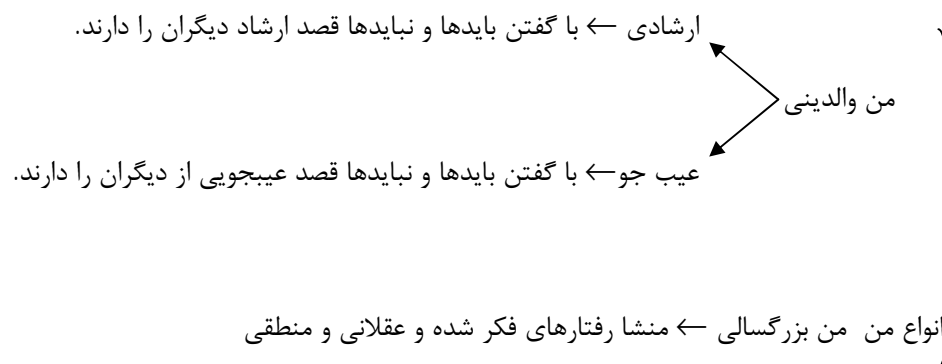 ارشادی ← با گفتن بایدها و نبایدها قصد ارشاد دیگران را دارند.
من والدینی
عیب جو← با گفتن بایدها و نبایدها قصد عیبجویی از دیگران را دارند.
انواع من من بزرگسالی ← منشا رفتارهای فکر شده و عقلانی و منطقی